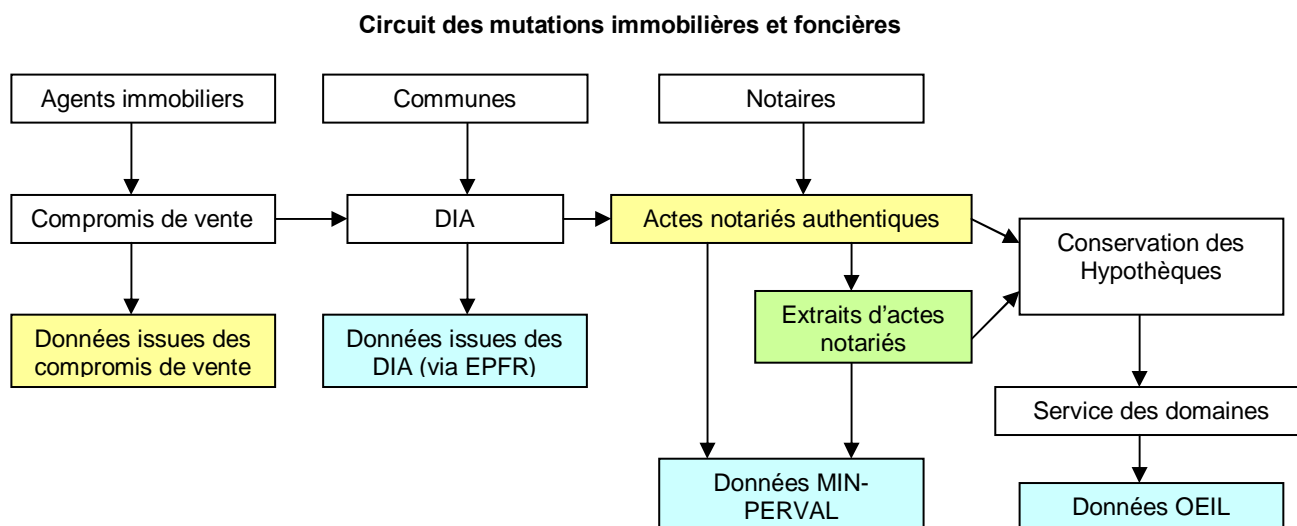 Circuit des mutations immobilières et foncières
Agents immobiliers
Communes
Notaires
Compromis de vente
DIA
Actes notariés authentiques
Conservation des
Hypothèques
Données issues des
compromis de vente
Données issues des
DIA (via EPFR)
Extraits d'actes
notariés
Service des domaines
Données MIN-
PERVAL
Données OEIL